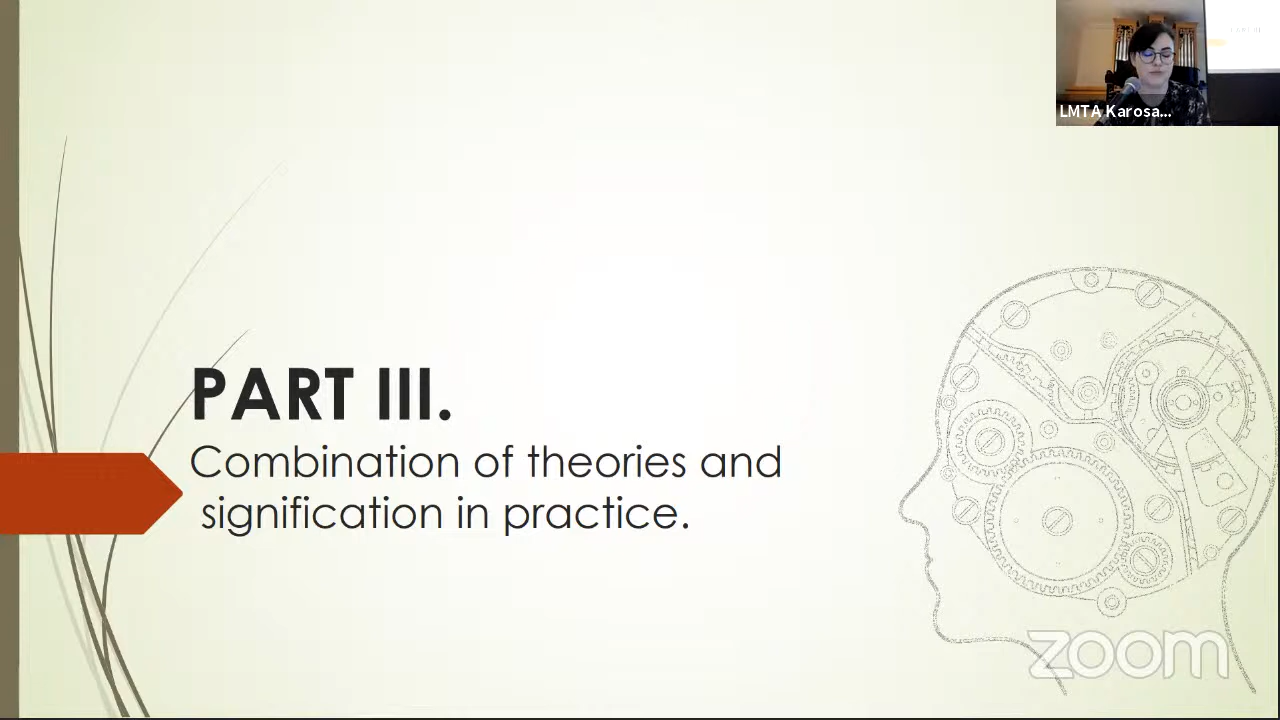 LMTA Karosa...
PART III.
Combination of theories and
signification in practice.
zoom